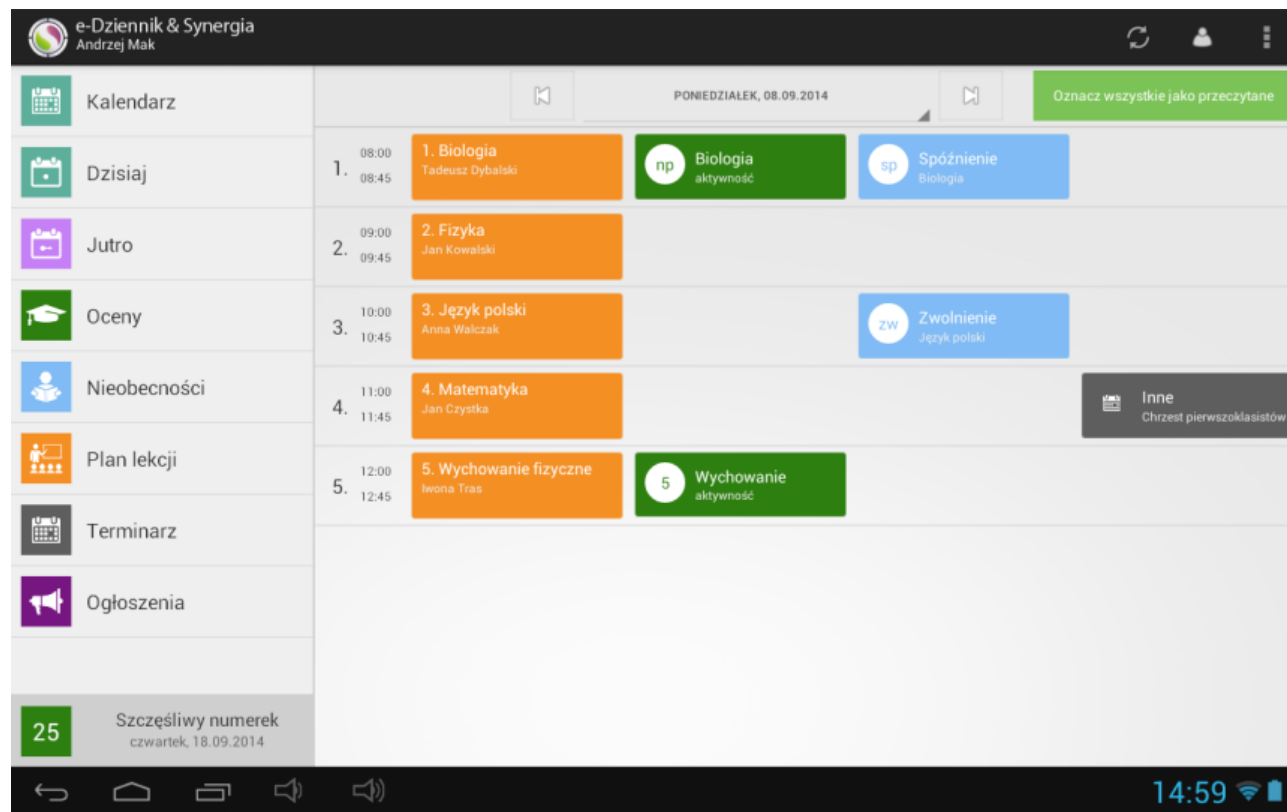 e-Dziennik & Synergia
Andrzej Mak
Kalendarz
Dzisiaj
Jutro
Oceny
Nieobecności
Plan lekcji
Terminarz
Ogłoszenia
25
Szczęśliwy numerek
czwartek, 18.09.2014
PONIEDZIAŁEK, 08.09.2014
Oznacz wszystkie jako przeczytane
1.
08:00
08:45
1. Biologia
Tadeusz Dybalski
np
Biologia
aktywność
sp
Spóźnienie
Biologia
2.
09:00
09:45
2. Fizyka
Jan Kowalski
3.
10:00
10:45
3. Język polski
Anna Walczak
zw
Zwolnienie
Język polski
4.
11:00
11:45
4. Matematyka
Jan Czystka
Inne
Chrzest pierwszoklasistów
5.
12:00
12:45
5. Wychowanie fizyczne
Iwona Tras
5
Wychowanie
aktywność
14:59